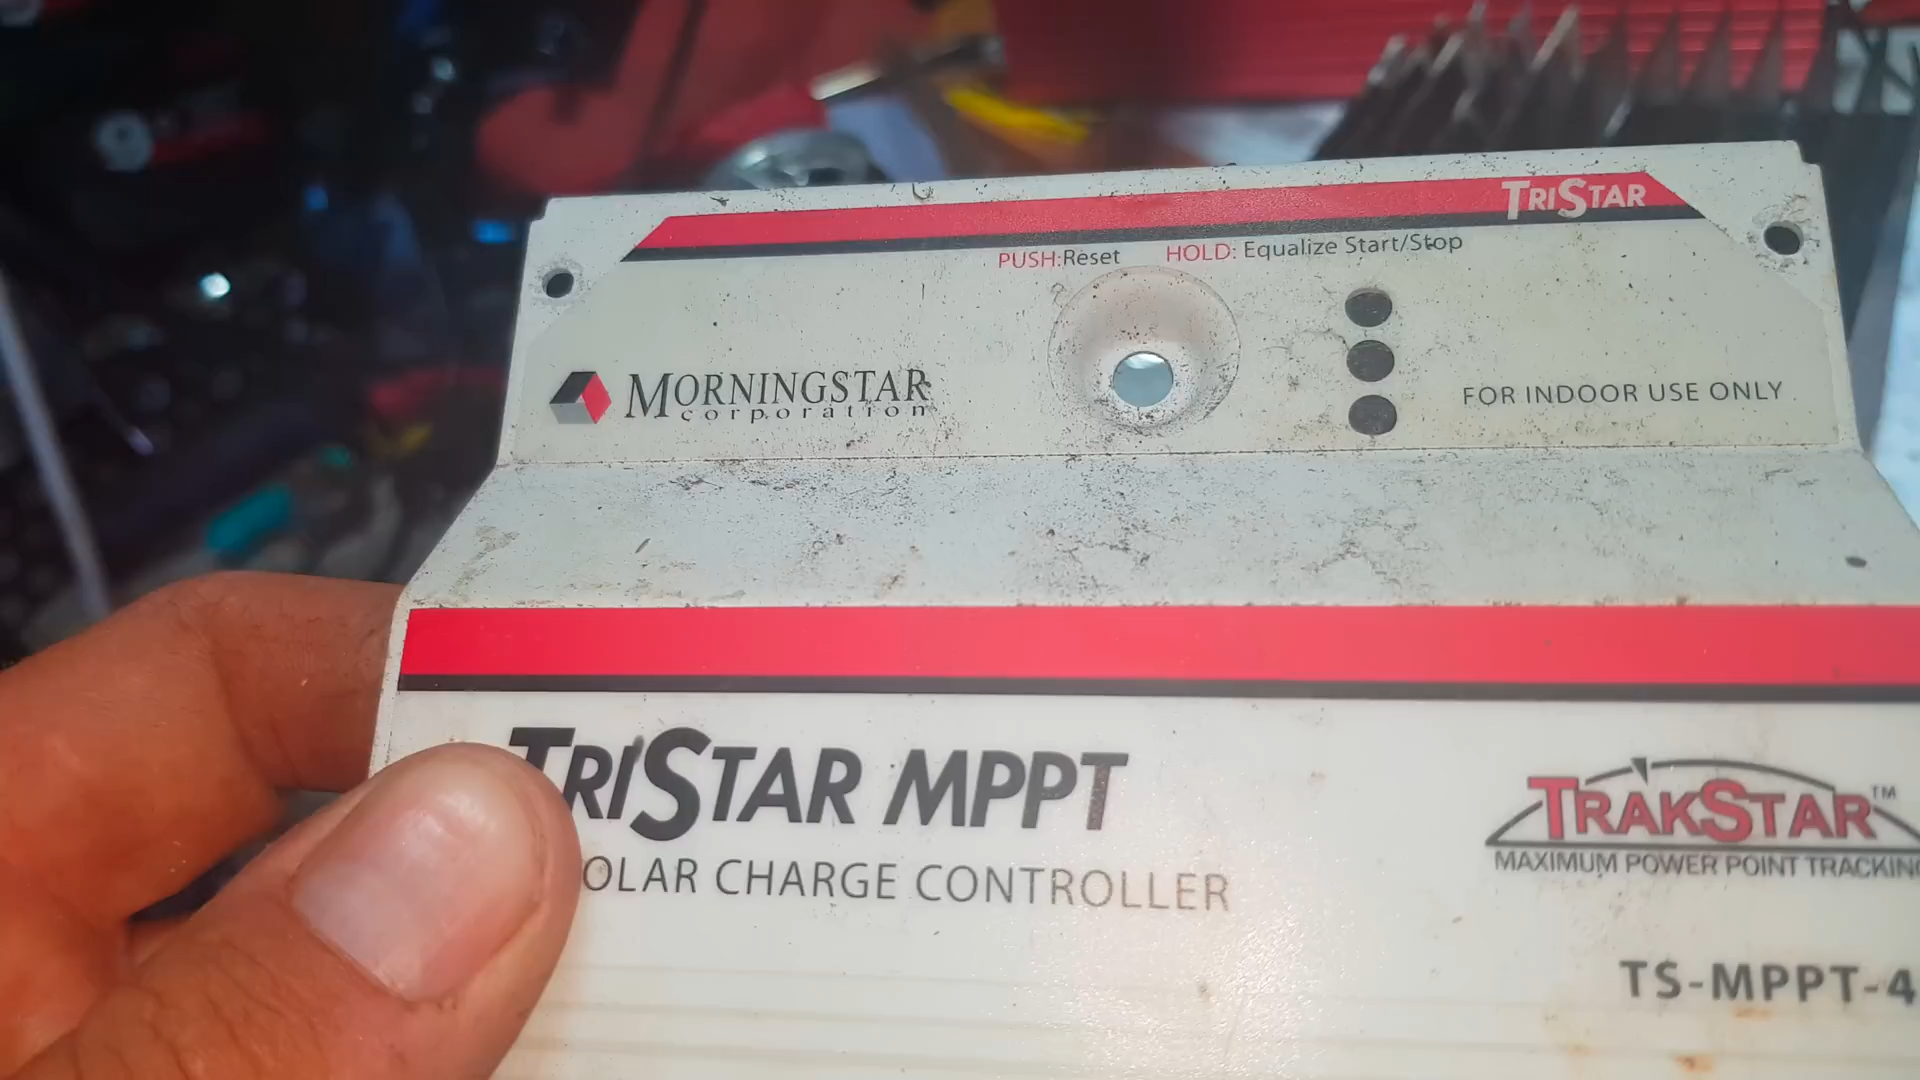 TRISTAR
PUSH:Reset HOLD: Equalize Start/Stop
MORNINGSTAR
corporation
FOR INDOOR USE ONLY
TRISTAR MPPT
OLAR CHARGE CONTROLLER
TRAKSTAR™
MAXIMUM POWER POINT TRACKING
TS-MPPT-4